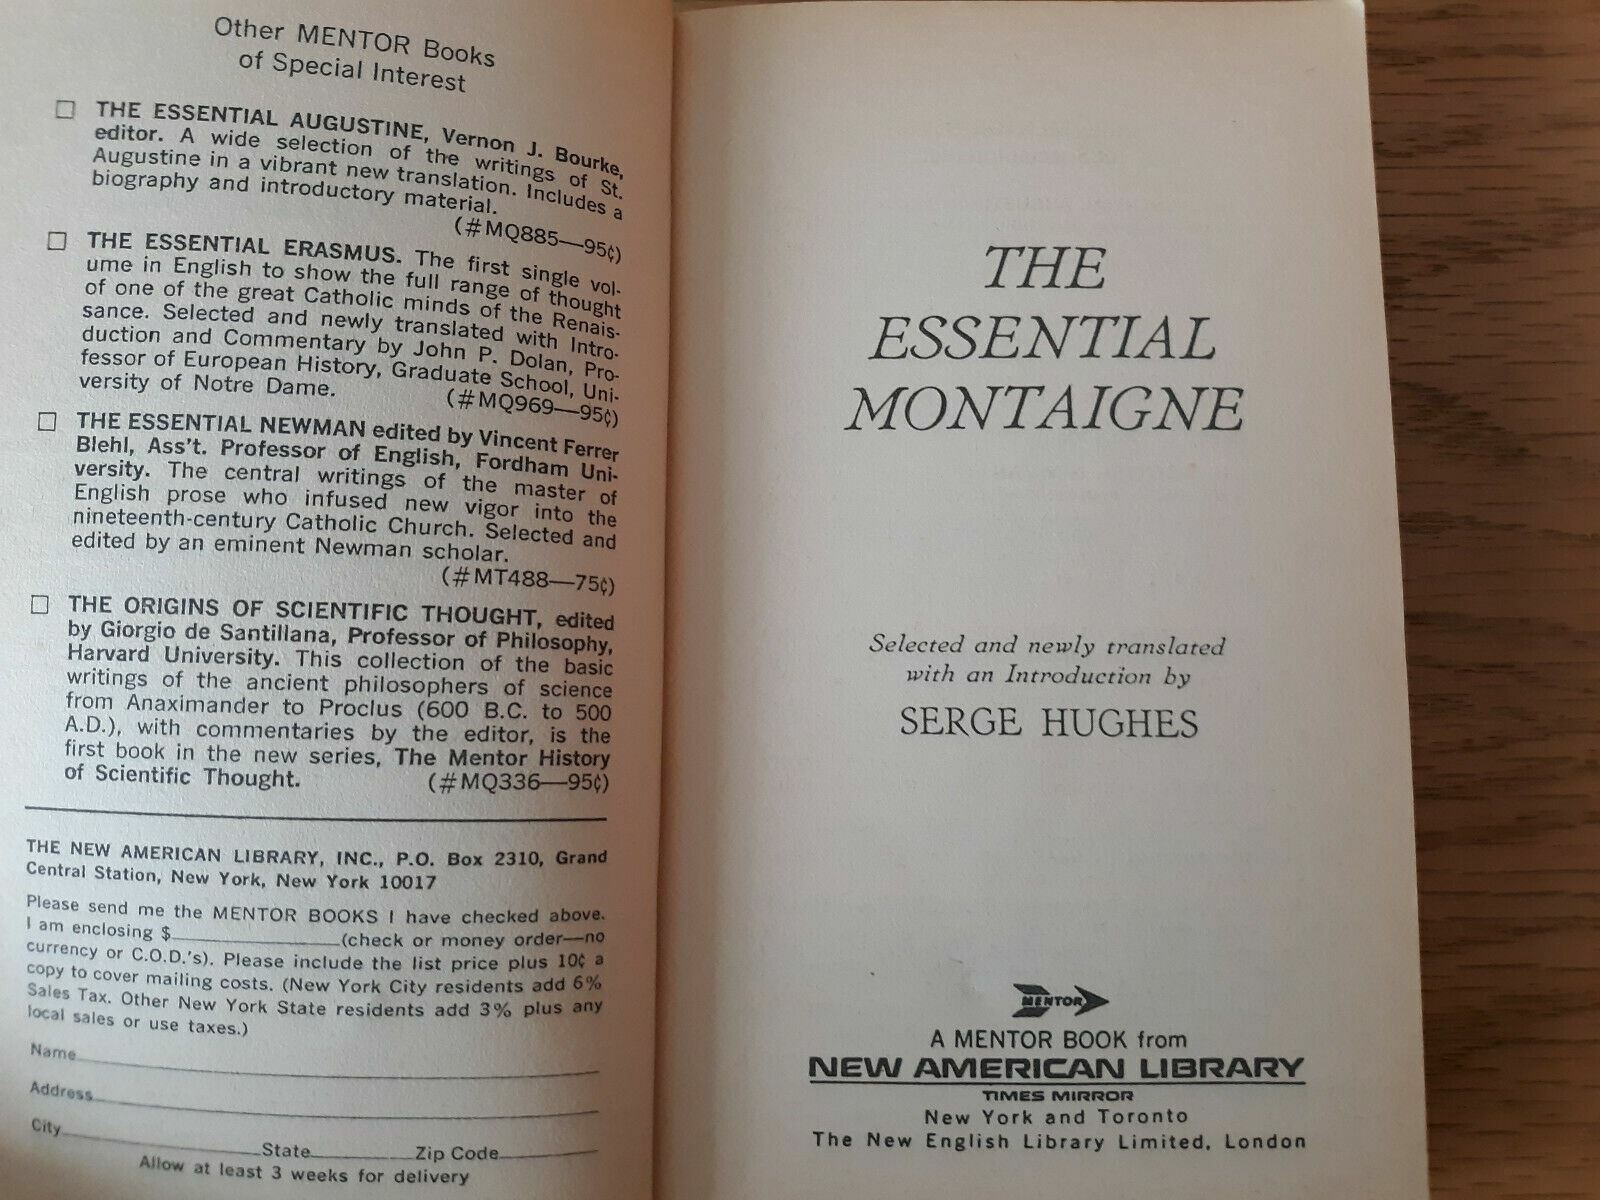 Other MENTOR Books
of Special Interest
☐ THE ESSENTIAL AUGUSTINE, Vernon J. Bourke,
editor. A wide selection of the writings of St.
Augustine in a vibrant new translation. Includes a
biography and introductory material.
(#MQ885—95¢)
☐ THE ESSENTIAL ERASMUS. The first single vol-
ume in English to show the full range of thought
of one of the great Catholic minds of the Renais-
sance. Selected and newly translated with Intro-
duction and Commentary by John P. Dolan, Pro-
fessor of European History, Graduate School, Uni-
versity of Notre Dame. (#MQ969—95¢)
☐ THE ESSENTIAL NEWMAN edited by Vincent Ferrer
Blehl, Ass't. Professor of English, Fordham Uni-
versity. The central writings of the master of
English prose who infused new vigor into the
nineteenth-century Catholic Church. Selected and
edited by an eminent Newman scholar.
(#MT488—75¢)
☐ THE ORIGINS OF SCIENTIFIC THOUGHT, edited
by Giorgio de Santillana, Professor of Philosophy,
Harvard University. This collection of the basic
writings of the ancient philosophers of science
from Anaximander to Proclus (600 B.C. to 500
A.D.), with commentaries by the editor, is the
first book in the new series, The Mentor History
of Scientific Thought. (#MQ336—95¢)
THE NEW AMERICAN LIBRARY, INC., P.O. Box 2310, Grand
Central Station, New York, New York 10017
Please send me the MENTOR BOOKS I have checked above.
I am enclosing $__________(check or money order—no
currency or C.O.D.'s). Please include the list price plus 10¢ a
copy to cover mailing costs. (New York City residents add 6%
Sales Tax. Other New York State residents add 3% plus any
local sales or use taxes.)
Name
Address
City State Zip Code
Allow at least 3 weeks for delivery
THE
ESSENTIAL
MONTAIGNE
Selected and newly translated
with an Introduction by
SERGE HUGHES
MENTOR
A MENTOR BOOK from
NEW AMERICAN LIBRARY
TIMES MIRROR
New York and Toronto
The New English Library Limited, London